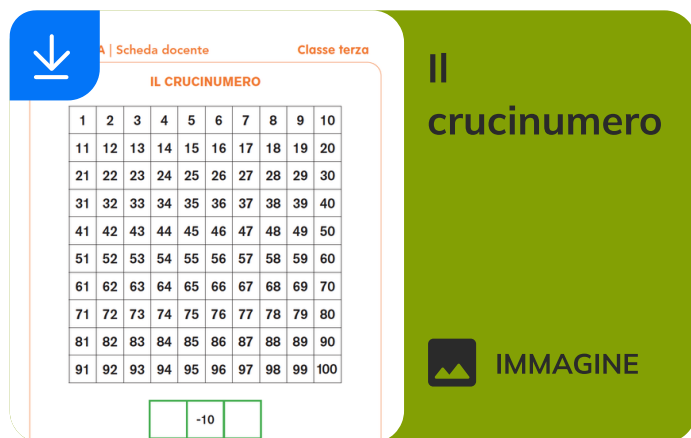 A | Scheda docente Classe terza
IL CRUCINUMERO
1 2 3 4 5 6 7 8 9 10
11 12 13 14 15 16 17 18 19 20
21 22 23 24 25 26 27 28 29 30
31 32 33 34 35 36 37 38 39 40
41 42 43 44 45 46 47 48 49 50
51 52 53 54 55 56 57 58 59 60
61 62 63 64 65 66 67 68 69 70
71 72 73 74 75 76 77 78 79 80
81 82 83 84 85 86 87 88 89 90
91 92 93 94 95 96 97 98 99 100
-10
Il
crucinumero
IMMAGINE